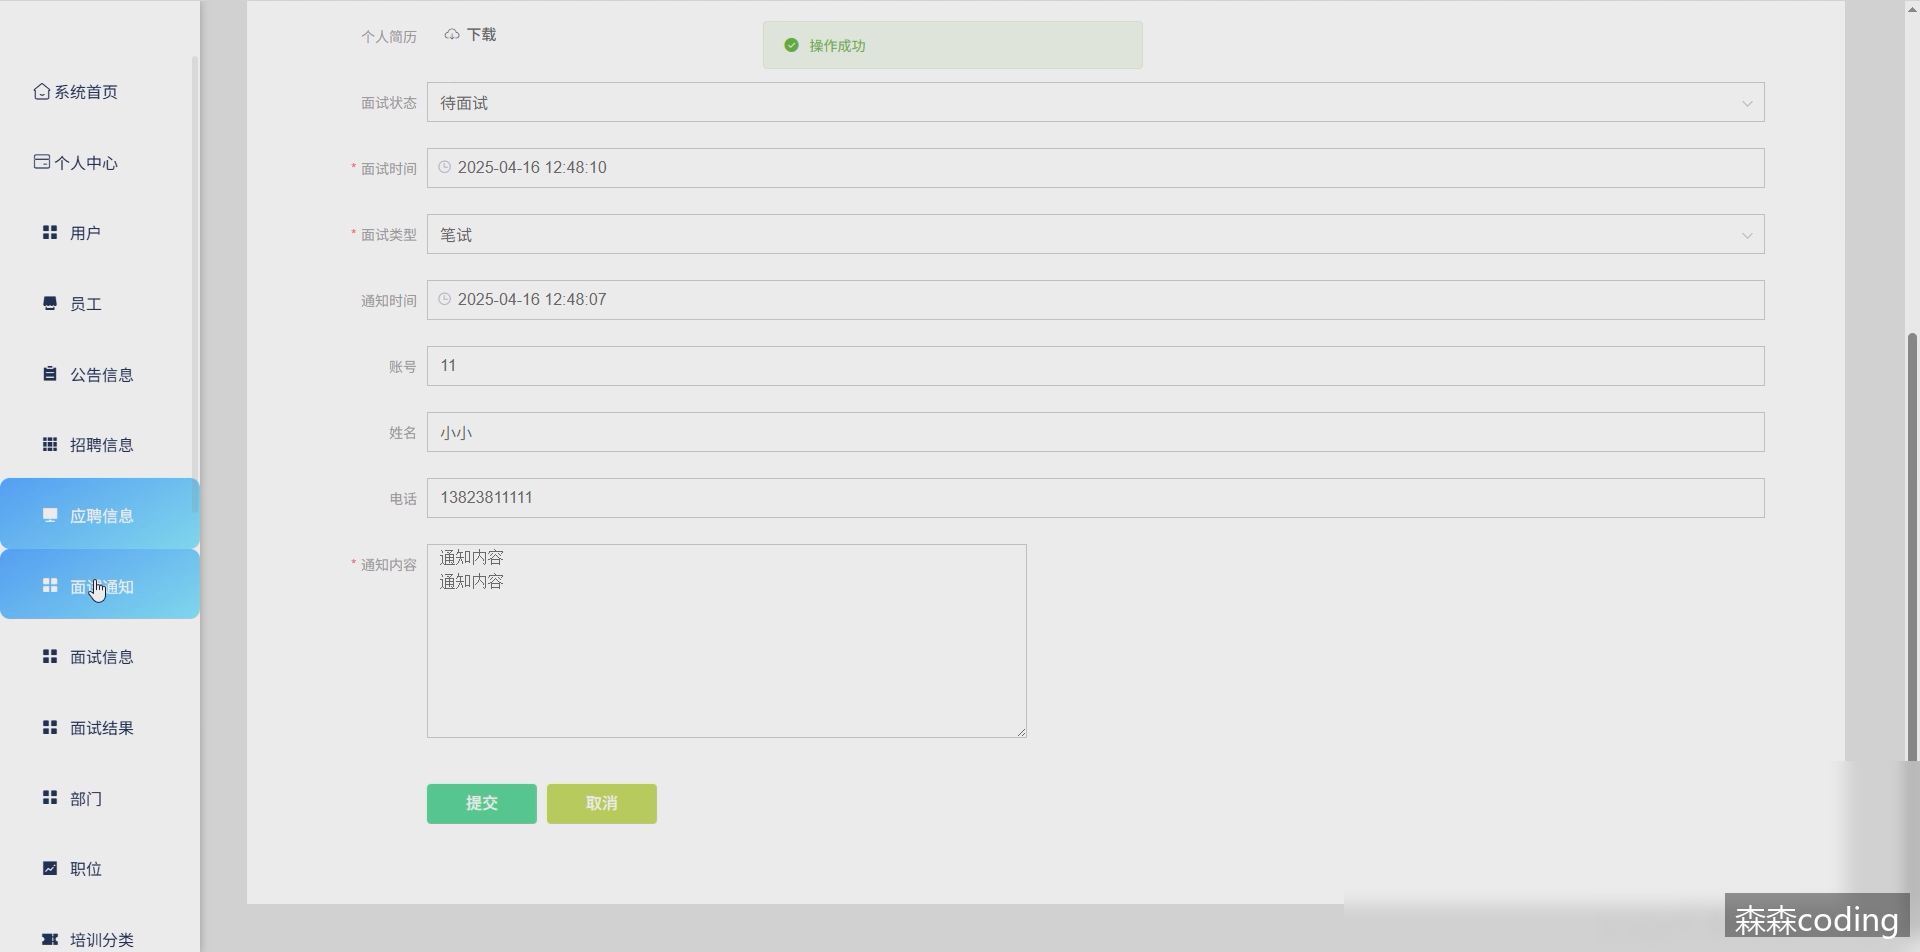 系统首页
个人中心
用户
员工
公告信息
招聘信息
应聘信息
面试通知
面试信息
面试结果
部门
职位
培训分类
个人简历 下载
操作成功
面试状态 待面试
* 面试时间 2025-04-16 12:48:10
* 面试类型 笔试
通知时间 2025-04-16 12:48:07
账号 11
姓名 小小
电话 13823811111
* 通知内容 通知内容
通知内容
提交 取消
森森coding